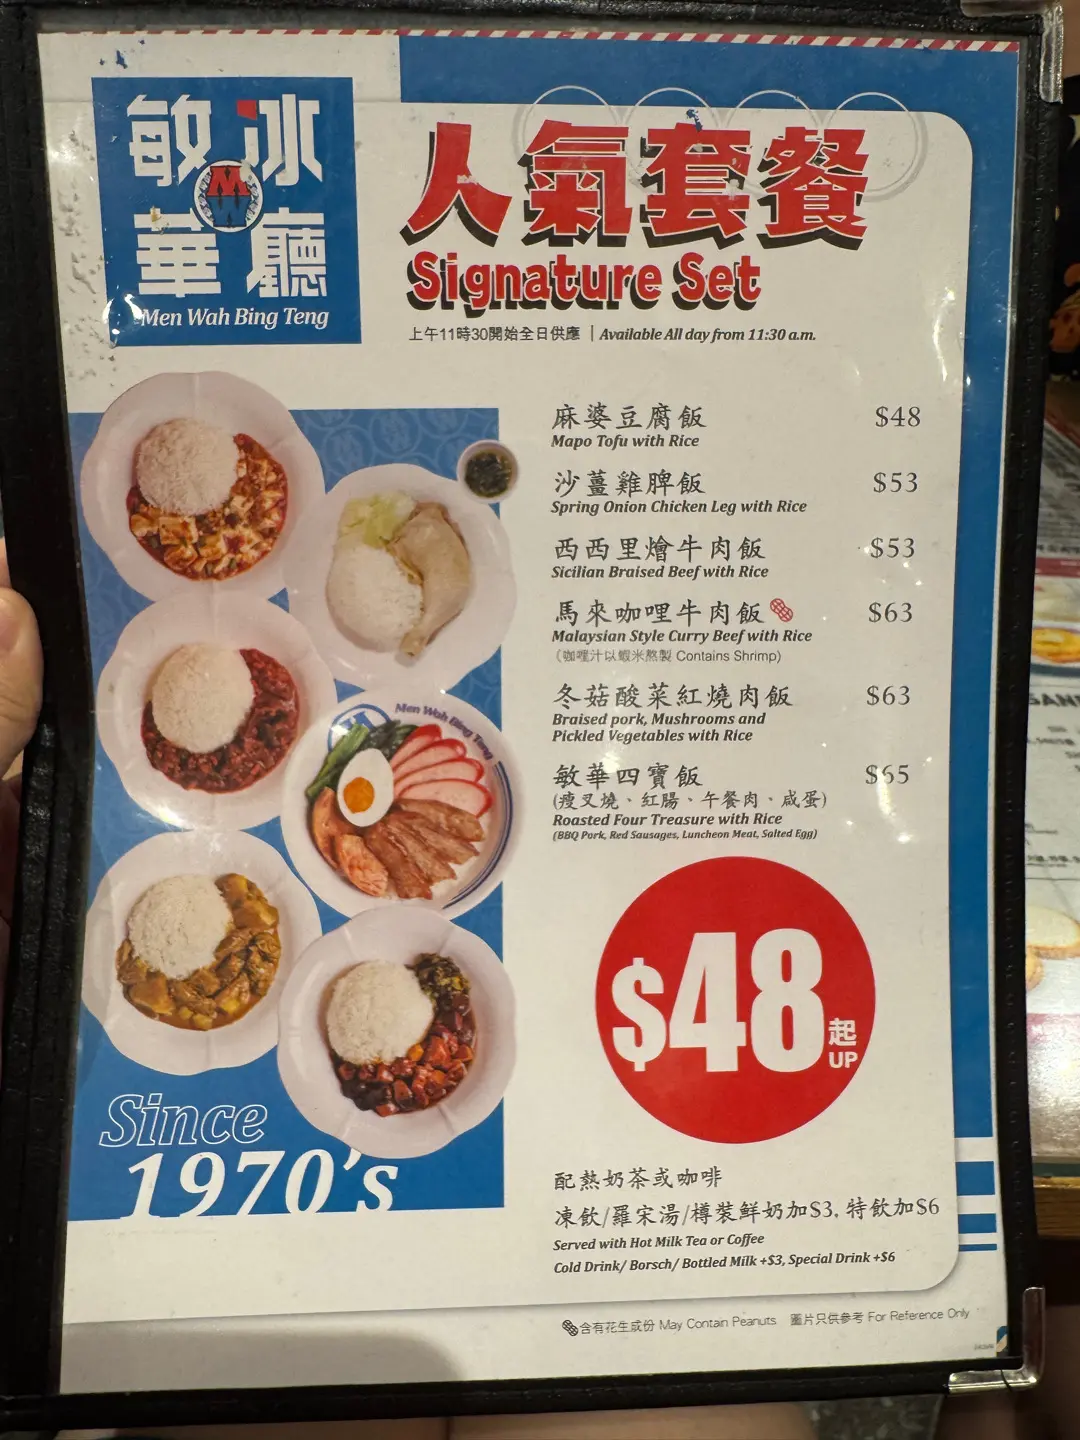 敏冰
華廳
M
Men Wah Bing Teng
人氣套餐
Signature Set
上午11時30開始全日供應 | Available All day from 11:30 a.m.
麻婆豆腐飯 $48
Mapo Tofu with Rice
沙薑雞脾飯 $53
Spring Onion Chicken Leg with Rice
西西里燴牛肉飯 $53
Sicilian Braised Beef with Rice
馬來咖哩牛肉飯 $63
Malaysian Style Curry Beef with Rice
(咖喱汁以蝦米熬製 Contains Shrimp)
冬菇酸菜紅燒肉飯 $63
Braised pork, Mushrooms and
Pickled Vegetables with Rice
敏華四寶飯 $65
(瘦叉燒、紅腸、午餐肉、咸蛋)
Roasted Four Treasure with Rice
(BBQ Pork, Red Sausages, Luncheon Meat, Salted Egg)
Men Wah Bing Teng
$48起
UP
Since
1970's
配熱奶茶或咖啡
凍飲/羅宋湯/樽裝鮮奶加$3, 特飲加$6
Served with Hot Milk Tea or Coffee
Cold Drink/ Borsch/ Bottled Milk +$3, Special Drink +$6
含有花生成份 May Contain Peanuts 圖片只供參考 For Reference Only